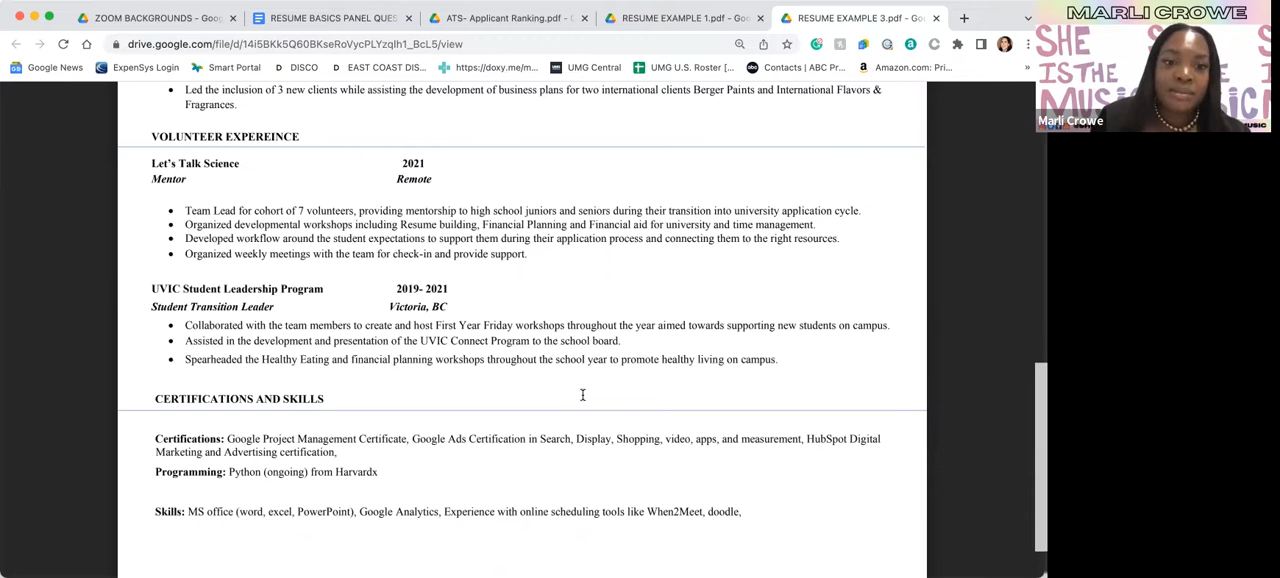 ZOOM BACKGROUNDS - Goog
RESUME BASICS PANEL QUES
ATS- Applicant Ranking.pdf - G
RESUME EXAMPLE 1.pdf - Goo
RESUME EXAMPLE 3.pdf - Goo
drive.google.com/file/d/14i5BKk5Q60BKseRoVycPLYzqIh1_BcL5/view
Google News
ExpenSys Login
Smart Portal
D DISCO
D EAST COAST DIS...
https://doxy.me/m...
UMG Central
UMG U.S. Roster [...
Contacts | ABC Pr...
Amazon.com: Pri...
»
MARLI CROWE
SHE
IS THE
MUSIC
Marli Crowe
Led the inclusion of 3 new clients while assisting the development of business plans for two international clients Berger Paints and International Flavors &
Fragrances.
VOLUNTEER EXPEREINCE
Let's Talk Science 2021
Mentor Remote
• Team Lead for cohort of 7 volunteers, providing mentorship to high school juniors and seniors during their transition into university application cycle.
• Organized developmental workshops including Resume building, Financial Planning and Financial aid for university and time management.
• Developed workflow around the student expectations to support them during their application process and connecting them to the right resources.
• Organized weekly meetings with the team for check-in and provide support.
UVIC Student Leadership Program 2019- 2021
Student Transition Leader Victoria, BC
• Collaborated with the team members to create and host First Year Friday workshops throughout the year aimed towards supporting new students on campus.
• Assisted in the development and presentation of the UVIC Connect Program to the school board.
• Spearheaded the Healthy Eating and financial planning workshops throughout the school year to promote healthy living on campus.
CERTIFICATIONS AND SKILLS
Certifications: Google Project Management Certificate, Google Ads Certification in Search, Display, Shopping, video, apps, and measurement, HubSpot Digital
Marketing and Advertising certification,
Programming: Python (ongoing) from Harvardx
Skills: MS office (word, excel, PowerPoint), Google Analytics, Experience with online scheduling tools like When2Meet, doodle,